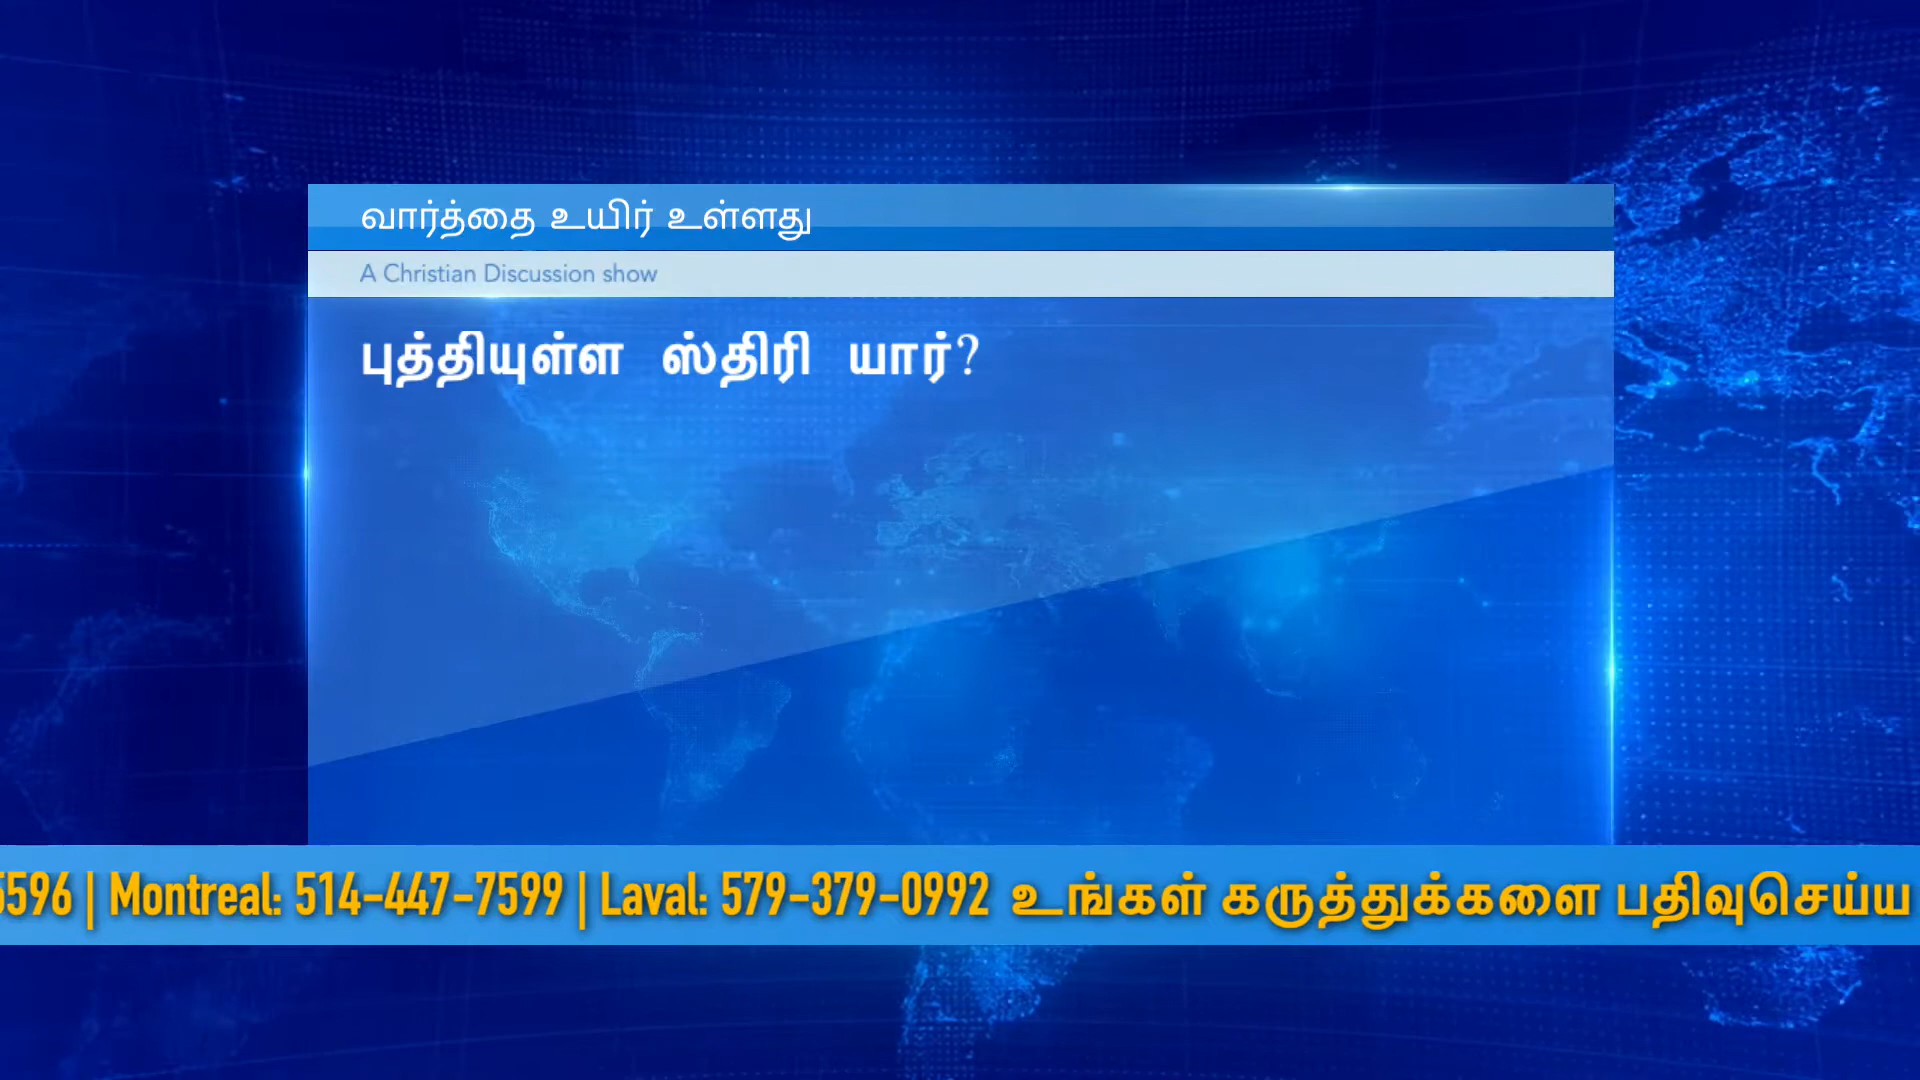 வார்த்தை உயிர் உள்ளது
A Christian Discussion show
புத்தியுள்ள ஸ்திரி யார்?
5596 | Montreal: 514-447-7599 | Laval: 579-379-0992 உங்கள் கருத்துக்களை பதிவுசெய்ய